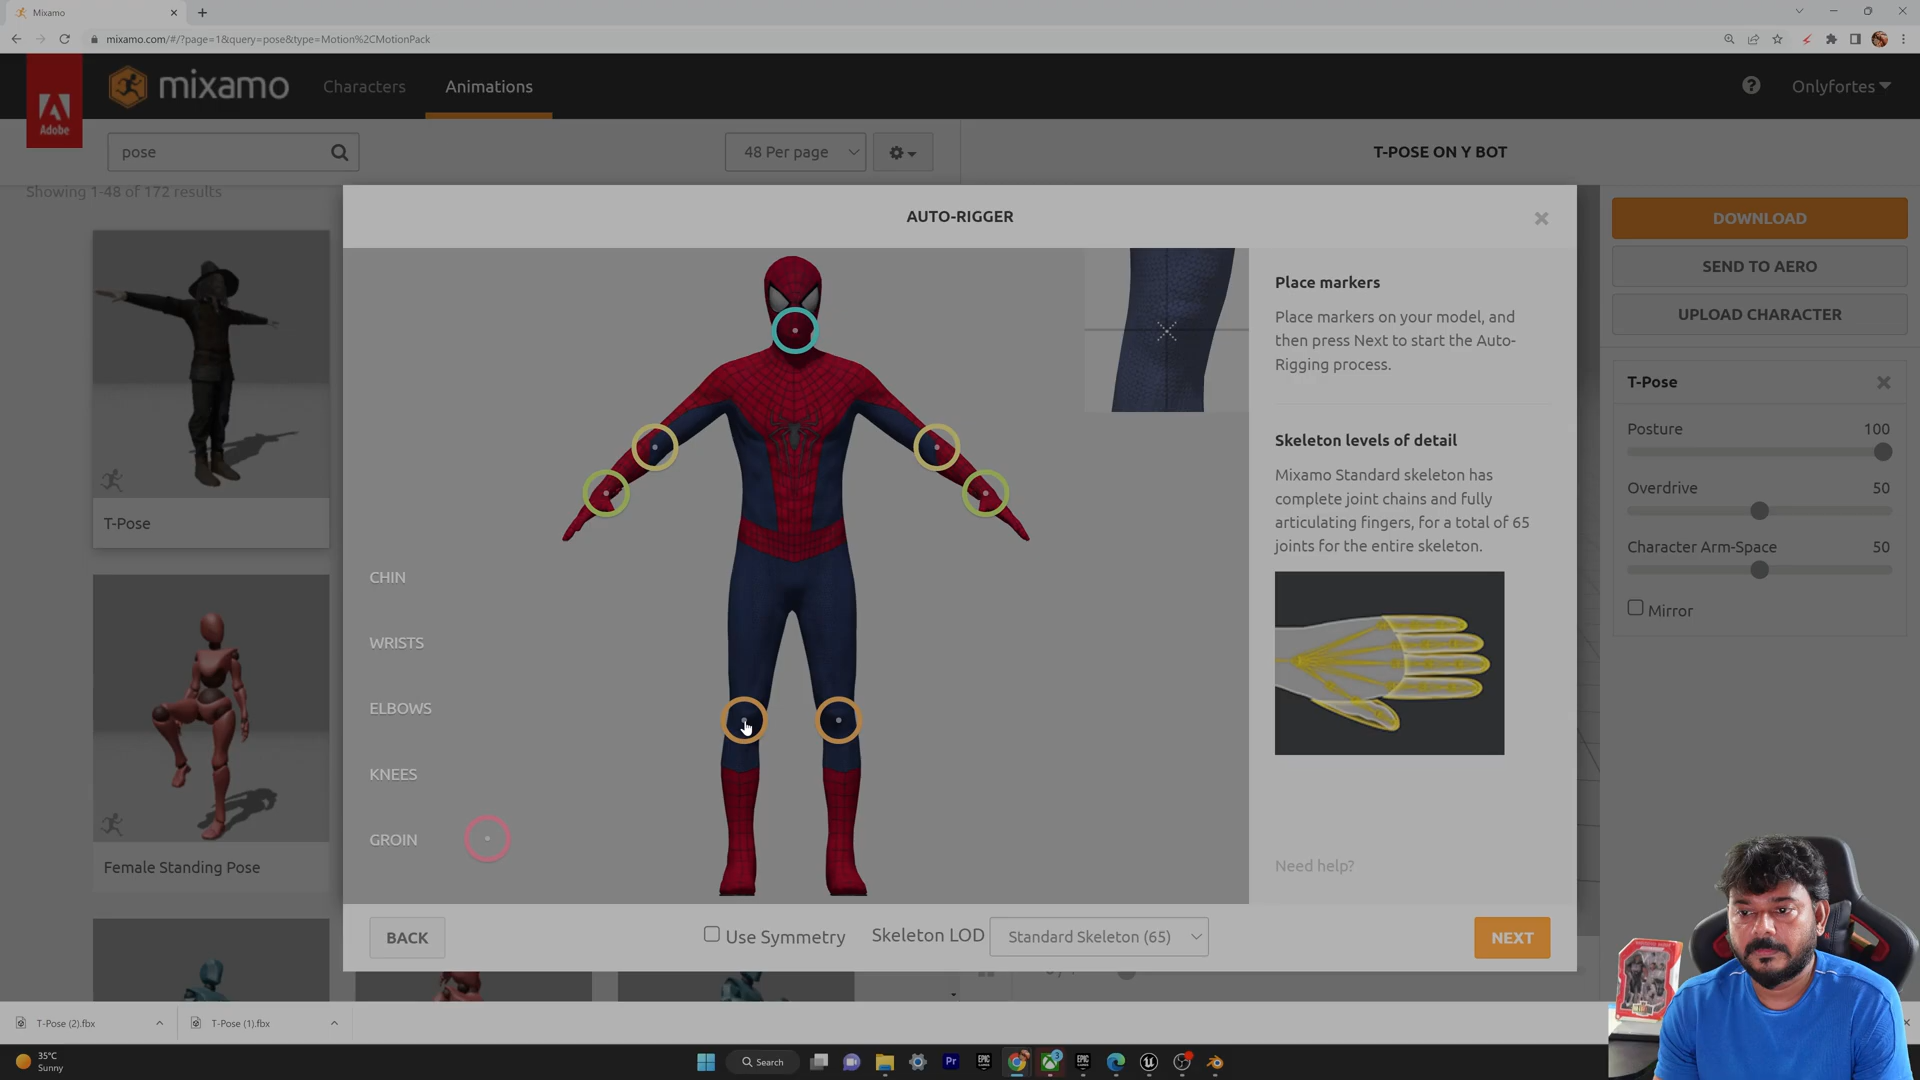 Mixamo
mixamo.com/#/?page=1&query=pose&type=Motion%2CMotionPack
Adobe
mixamo
Characters
Animations
Onlyfortes
pose
48 Per page
T-POSE ON Y BOT
Showing 1-48 of 172 results
AUTO-RIGGER
DOWNLOAD
SEND TO AERO
UPLOAD CHARACTER
Place markers
Place markers on your model, and
then press Next to start the Auto-
Rigging process.
Skeleton levels of detail
Mixamo Standard skeleton has
complete joint chains and fully
articulating fingers, for a total of 65
joints for the entire skeleton.
T-Pose
Posture 100
Overdrive 50
Character Arm-Space 50
Mirror
T-Pose
CHIN
WRISTS
ELBOWS
KNEES
GROIN
Female Standing Pose
Need help?
BACK
Use Symmetry
Skeleton LOD
Standard Skeleton (65)
NEXT
T-Pose (2).fbx
T-Pose (1).fbx
35°C
Sunny
Search
Pr
EPIC
3
EPIC